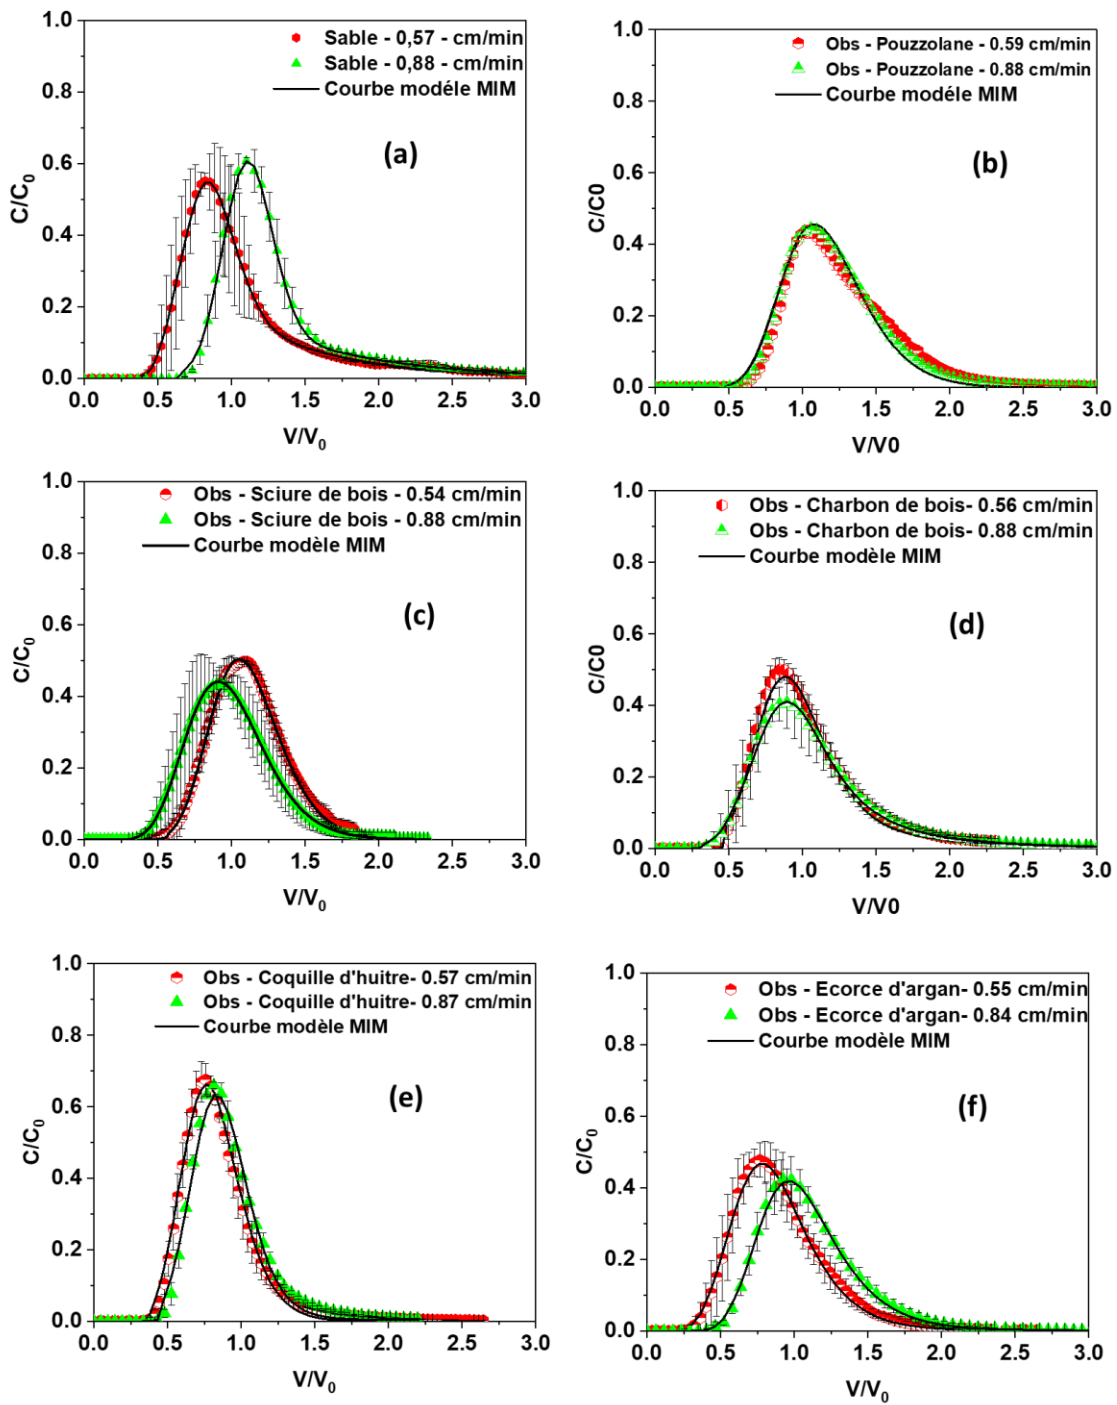 Sable - 0,57 - cm/min
Sable - 0,88 - cm/min
Courbe modéle MIM
(a)
C/C0
1.0
0.8
0.6
0.4
0.2
0.0
0.0 0.5 1.0 1.5 2.0 2.5 3.0
V/V0
Obs - Pouzzolane - 0.59 cm/min
Obs - Pouzzolane - 0.88 cm/min
Courbe modéle MIM
(b)
C/C0
1.0
0.8
0.6
0.4
0.2
0.0
0.0 0.5 1.0 1.5 2.0 2.5 3.0
V/V0
Obs - Sciure de bois - 0.54 cm/min
Obs - Sciure de bois - 0.88 cm/min
Courbe modèle MIM
(c)
C/C0
1.0
0.8
0.6
0.4
0.2
0.0
0.0 0.5 1.0 1.5 2.0 2.5 3.0
V/V0
Obs - Charbon de bois- 0.56 cm/min
Obs - Charbon de bois- 0.88 cm/min
Courbe modèle MIM
(d)
C/C0
1.0
0.8
0.6
0.4
0.2
0.0
0.0 0.5 1.0 1.5 2.0 2.5 3.0
V/V0
Obs - Coquille d'huitre- 0.57 cm/min
Obs - Coquille d'huitre- 0.87 cm/min
Courbe modèle MIM
(e)
C/C0
1.0
0.8
0.6
0.4
0.2
0.0
0.0 0.5 1.0 1.5 2.0 2.5 3.0
V/V0
Obs - Ecorce d'argan- 0.55 cm/min
Obs - Ecorce d'argan- 0.84 cm/min
Courbe modèle MIM
(f)
C/C0
1.0
0.8
0.6
0.4
0.2
0.0
0.0 0.5 1.0 1.5 2.0 2.5 3.0
V/V0